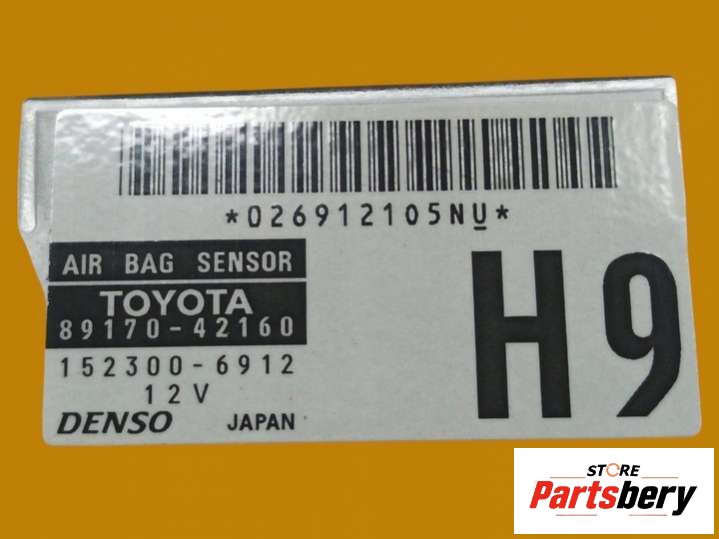 *026912105NU*
AIR BAG SENSOR
TOYOTA
89170-42160
152300-6912
12V
DENSO JAPAN
H9
STORE
Partsbery